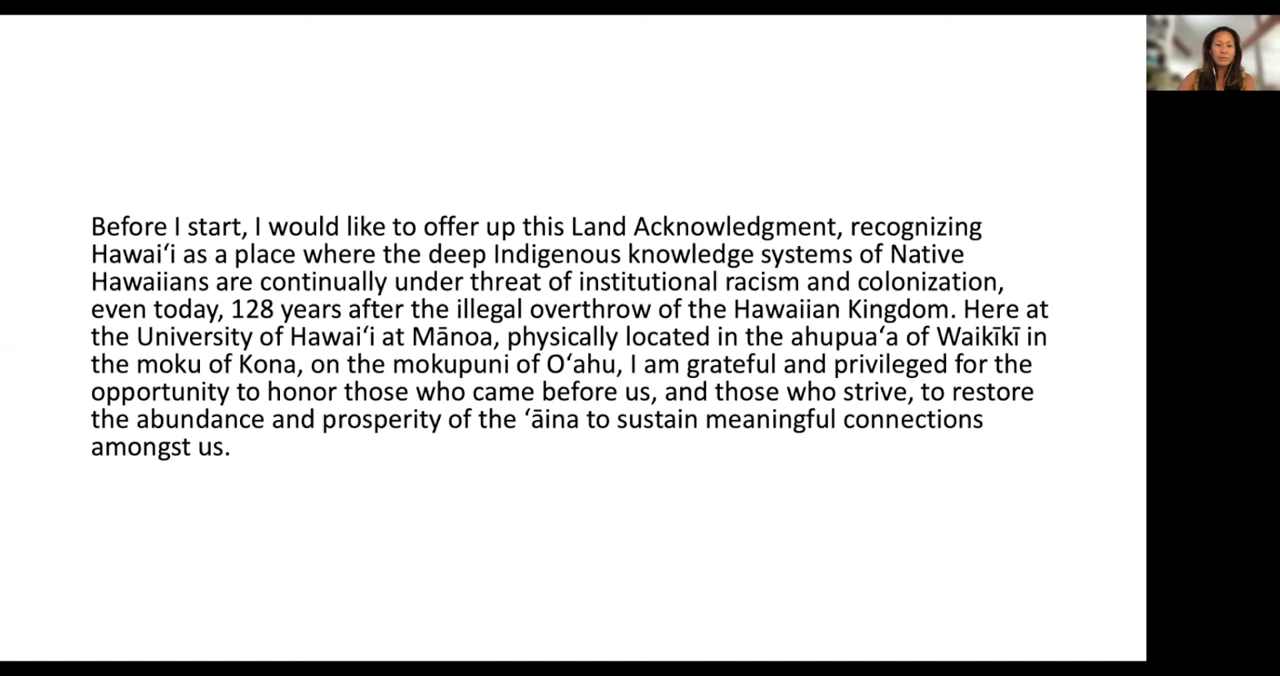 Before I start, I would like to offer up this Land Acknowledgment, recognizing
Hawaiʻi as a place where the deep Indigenous knowledge systems of Native
Hawaiians are continually under threat of institutional racism and colonization,
even today, 128 years after the illegal overthrow of the Hawaiian Kingdom. Here at
the University of Hawaiʻi at Mānoa, physically located in the ahupuaʻa of Waikīkī in
the moku of Kona, on the mokupuni of Oʻahu, I am grateful and privileged for the
opportunity to honor those who came before us, and those who strive, to restore
the abundance and prosperity of the ʻāina to sustain meaningful connections
amongst us.